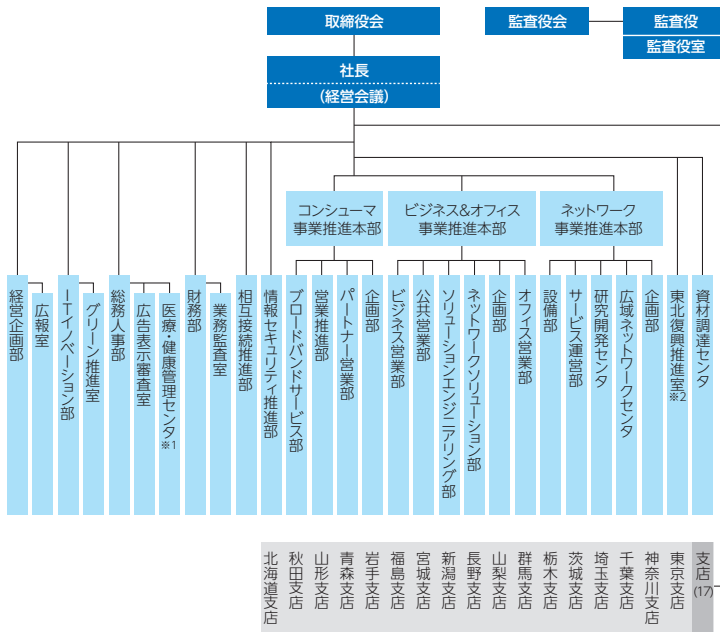 取締役会
監査役会
監査役
監査役室
社長
(経営会議)
コンシューマ
事業推進本部
ビジネス&オフィス
事業推進本部
ネットワーク
事業推進本部
経営企画部
広報室
ITイノベーション部
グリーン推進室
総務人事部
広告表示審査室
医療・健康管理センタ※1
財務部
業務監査室
相互接続推進部
情報セキュリティ推進部
ブロードバンドサービス部
営業推進部
パートナー営業部
企画部
ビジネス営業部
公共営業部
ソリューションエンジニアリング部
ネットワークソリューション部
企画部
オフィス営業部
設備部
サービス運営部
研究開発センタ
広域ネットワークセンタ
企画部
東北復興推進室※2
資材調達センタ
北海道支店
秋田支店
山形支店
青森支店
岩手支店
福島支店
宮城支店
新潟支店
長野支店
山梨支店
群馬支店
栃木支店
茨城支店
埼玉支店
千葉支店
神奈川支店
東京支店
支店(17)